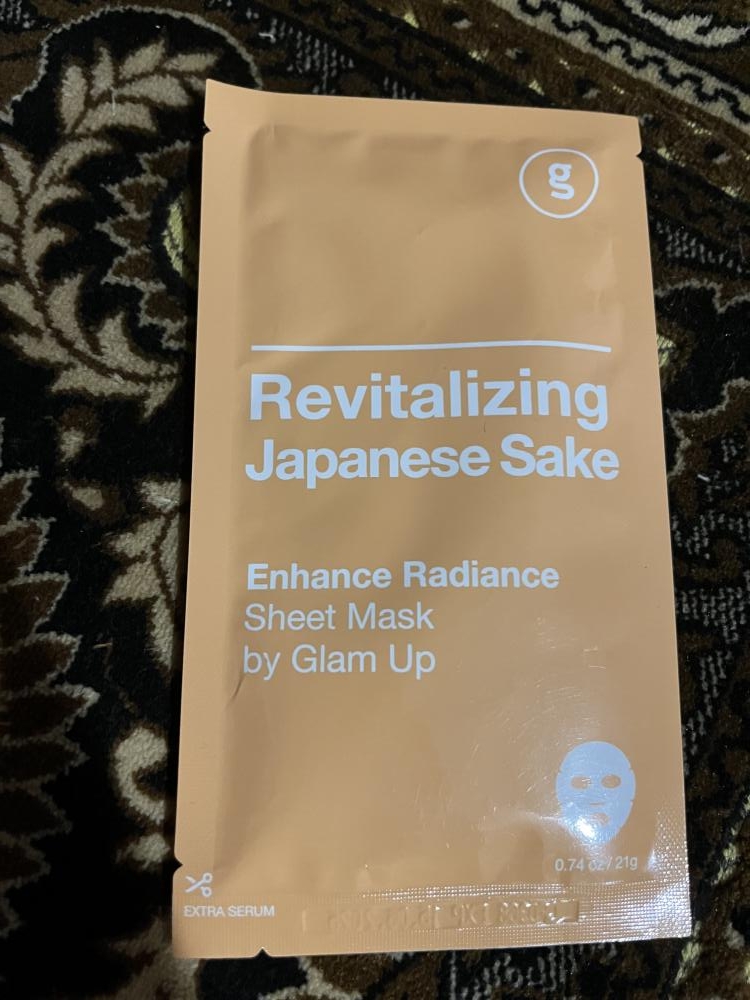 g
Revitalizing
Japanese Sake
Enhance Radiance
Sheet Mask
by Glam Up
0.74 oz / 21g
EXTRA SERUM